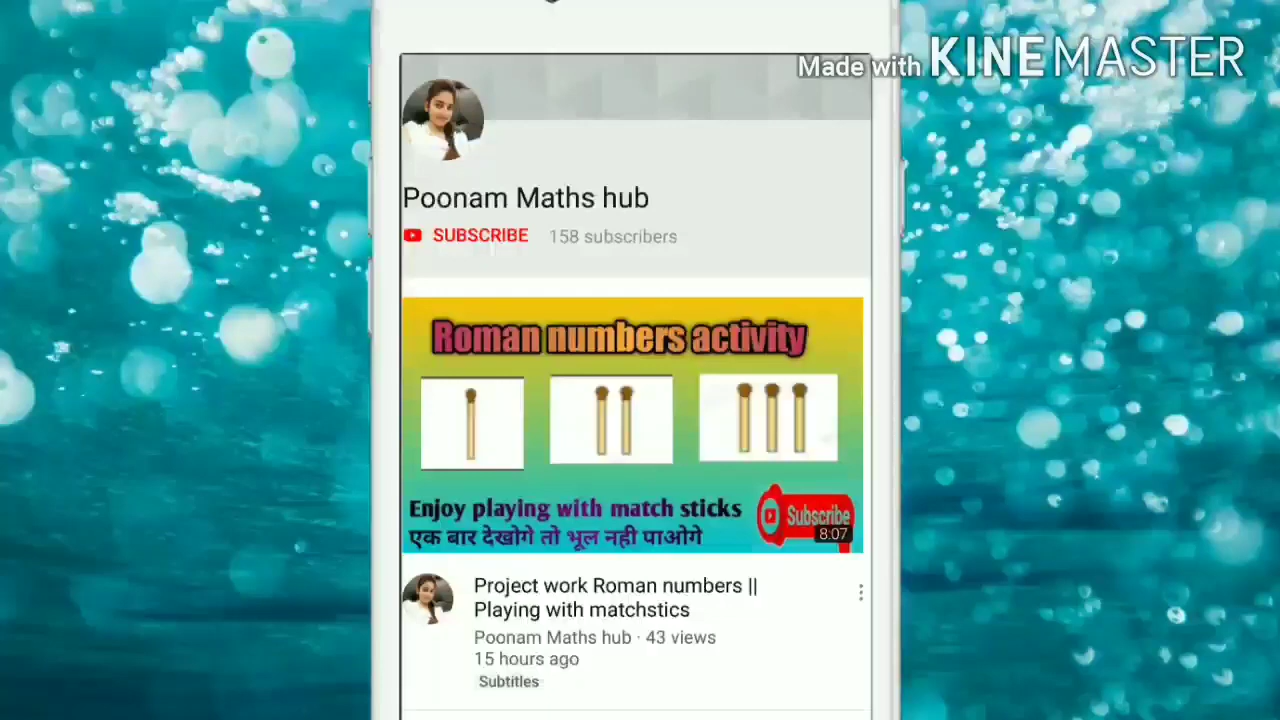 Made with KINEMASTER
Poonam Maths hub
SUBSCRIBE 158 subscribers
Roman numbers activity
Enjoy playing with match sticks
एक बार देखोगे तो भूल नही पाओगे
Subscribe
8:07
Project work Roman numbers ||
Playing with matchstics
Poonam Maths hub · 43 views
15 hours ago
Subtitles